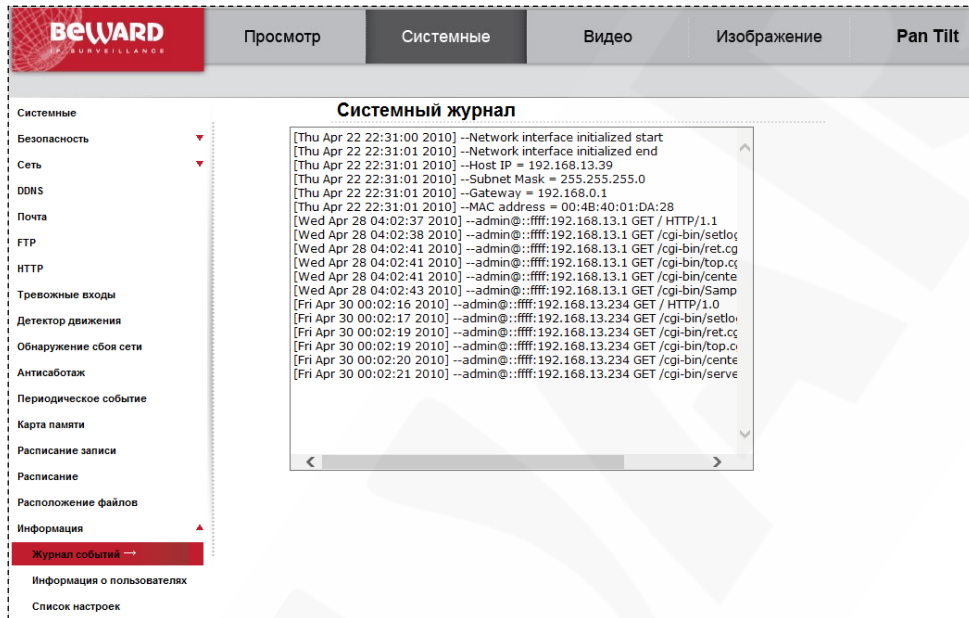 BEWARD
IP SURVEILLANCE
Просмотр
Системные
Видео
Изображение
Pan Tilt
Системные
Безопасность
Сеть
DDNS
Почта
FTP
HTTP
Тревожные входы
Детектор движения
Обнаружение сбоя сети
Антисаботаж
Периодическое событие
Карта памяти
Расписание записи
Расписание
Расположение файлов
Информация
Журнал событий →
Информация о пользователях
Список настроек
Системный журнал
[Thu Apr 22 22:31:00 2010] --Network interface initialized start
[Thu Apr 22 22:31:01 2010] --Network interface initialized end
[Thu Apr 22 22:31:01 2010] --Host IP = 192.168.13.39
[Thu Apr 22 22:31:01 2010] --Subnet Mask = 255.255.255.0
[Thu Apr 22 22:31:01 2010] --Gateway = 192.168.0.1
[Thu Apr 22 22:31:01 2010] --MAC address = 00:4B:40:01:DA:28
[Wed Apr 28 04:02:37 2010] --admin@::ffff:192.168.13.1 GET / HTTP/1.1
[Wed Apr 28 04:02:38 2010] --admin@::ffff:192.168.13.1 GET /cgi-bin/setlog
[Wed Apr 28 04:02:41 2010] --admin@::ffff:192.168.13.1 GET /cgi-bin/ret.cg
[Wed Apr 28 04:02:41 2010] --admin@::ffff:192.168.13.1 GET /cgi-bin/top.cg
[Wed Apr 28 04:02:41 2010] --admin@::ffff:192.168.13.1 GET /cgi-bin/cente
[Wed Apr 28 04:02:43 2010] --admin@::ffff:192.168.13.1 GET /cgi-bin/Samp
[Fri Apr 30 00:02:16 2010] --admin@::ffff:192.168.13.234 GET / HTTP/1.0
[Fri Apr 30 00:02:17 2010] --admin@::ffff:192.168.13.234 GET /cgi-bin/setlo
[Fri Apr 30 00:02:19 2010] --admin@::ffff:192.168.13.234 GET /cgi-bin/ret.cg
[Fri Apr 30 00:02:19 2010] --admin@::ffff:192.168.13.234 GET /cgi-bin/top.c
[Fri Apr 30 00:02:20 2010] --admin@::ffff:192.168.13.234 GET /cgi-bin/cente
[Fri Apr 30 00:02:21 2010] --admin@::ffff:192.168.13.234 GET /cgi-bin/serve